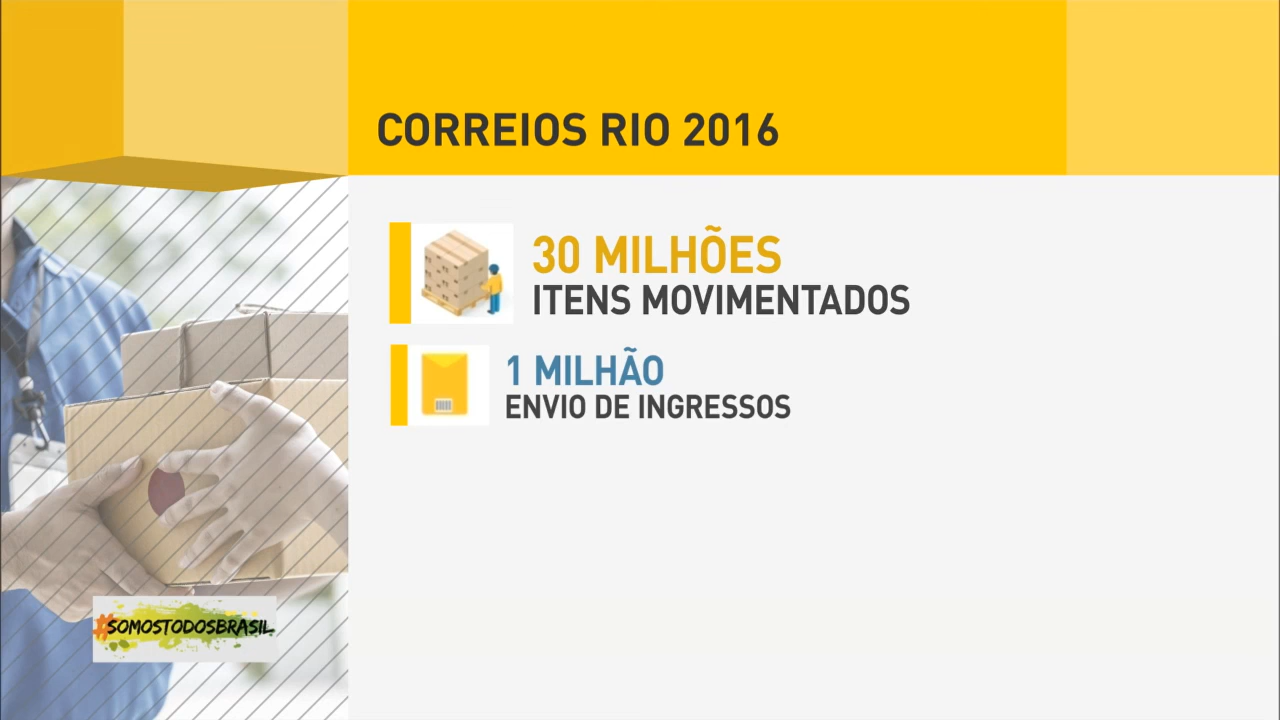 CORREIOS RIO 2016
30 MILHÕES
ITENS MOVIMENTADOS
1 MILHÃO
ENVIO DE INGRESSOS
#SOMOSTODOSBRASIL